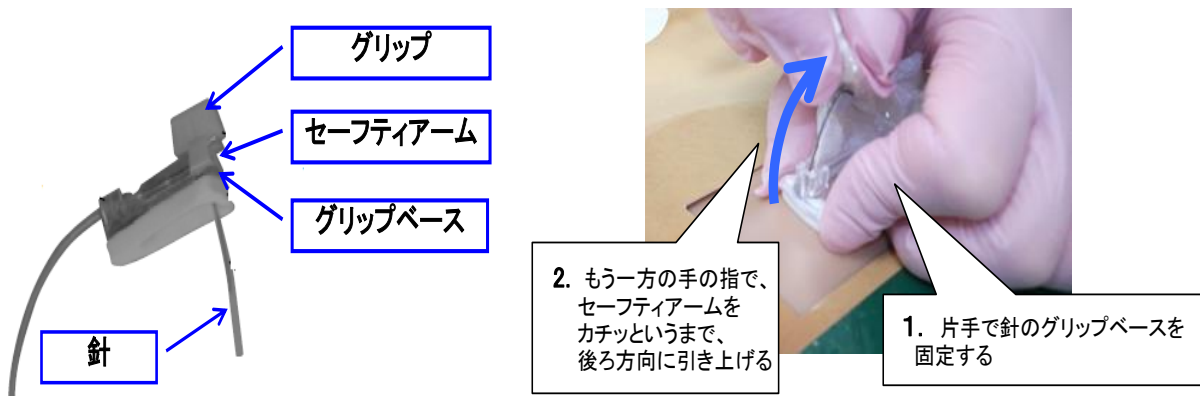 グリップ
セーフティアーム
グリップベース
針
2. もう一方の手の指で、
セーフティアームを
カチッというまで、
後ろ方向に引き上げる
1. 片手で針のグリップベースを
固定する